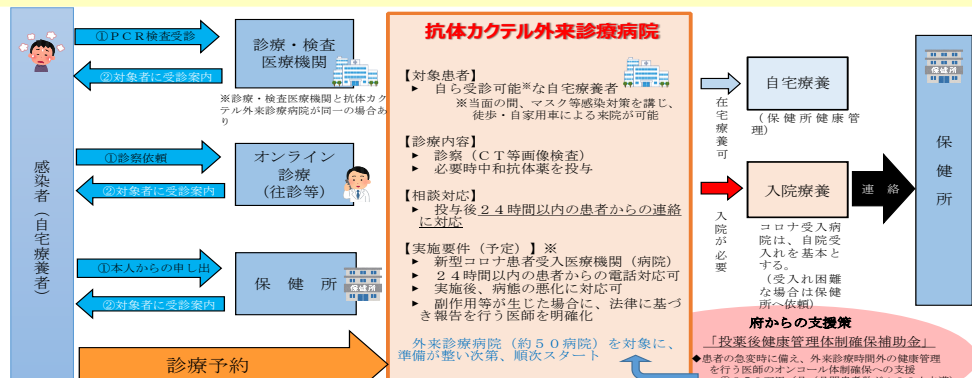 感染者（自宅療養者）
①ＰＣＲ検査受診
②対象者に受診案内
診療・検査
医療機関
※診療・検査医療機関と抗体カク
テル外来診療病院が同一の場合あ
り
①診察依頼
②対象者に受診案内
オンライン
診療
（往診等）
①本人からの申し出
②対象者に受診案内
保健所
保健所
診療予約
抗体カクテル外来診療病院
【対象患者】
▶ 自ら受診可能※な自宅療養者
※当面の間、マスク等感染対策を講じ、
徒歩・自家用車による来院が可能
【診療内容】
▶ 診察（ＣＴ等画像検査）
▶ 必要時中和抗体薬を投与
【相談対応】
▶ 投与後２４時間以内の患者からの連絡
に対応
【実施要件（予定）】※
▶ 新型コロナ患者受入医療機関（病院）
▶ ２４時間以内の患者からの電話対応可
▶ 実施後、病態の悪化に対応可
▶ 副作用等が生じた場合に、法律に基づ
き報告を行う医師を明確化
外来診療病院（約５０病院）を対象に、
準備が整い次第、順次スタート
在宅療養可
自宅療養
（保健所健康管
理）
入院が必要
入院療養
連絡
コロナ受入病
院は、自院受
入れを基本と
する。
（受入れ困難
な場合は保健
所へ依頼）
保健所
保健所
府からの支援策
「投薬後健康管理体制確保補助金」
◆患者の急変時に備え、外来診療時間外の健康管理
を行う医師のオンコール体制確保への支援